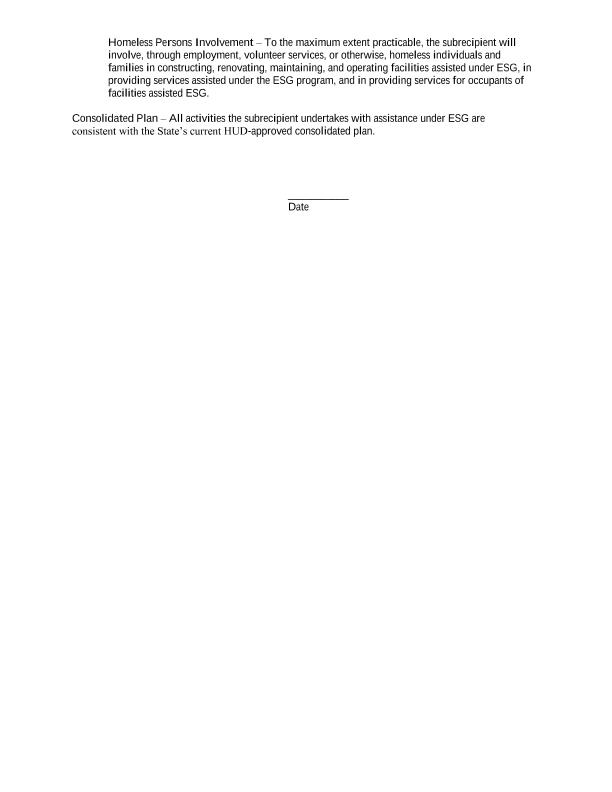 Homeless Persons Involvement – To the maximum extent practicable, the subrecipient will
involve, through employment, volunteer services, or otherwise, homeless individuals and
families in constructing, renovating, maintaining, and operating facilities assisted under ESG, in
providing services assisted under the ESG program, and in providing services for occupants of
facilities assisted ESG.
Consolidated Plan – All activities the subrecipient undertakes with assistance under ESG are
consistent with the State’s current HUD-approved consolidated plan.
___________
Date